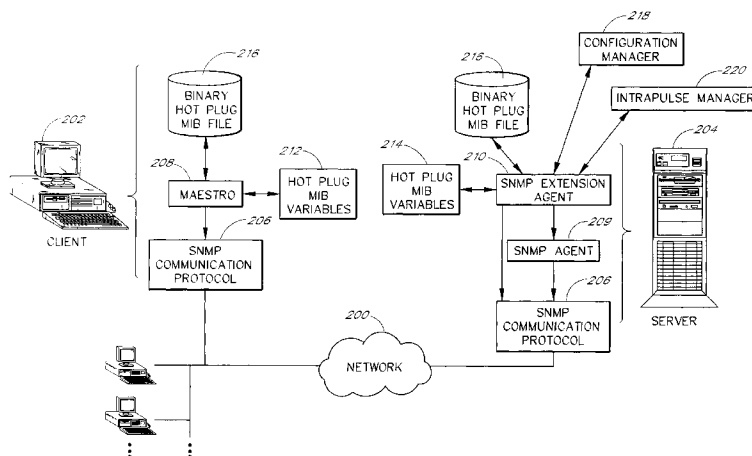 216
BINARY
HOT PLUG
MIB FILE
202
208
MAESTRO
212
HOT PLUG
MIB
VARIABLES
CLIENT
206
SNMP
COMMUNICATION
PROTOCOL
218
CONFIGURATION
MANAGER
216
BINARY
HOT PLUG
MIB FILE
220
INTRAPULSE MANAGER
204
214
HOT PLUG
MIB
VARIABLES
210
SNMP EXTENSION
AGENT
209
SNMP AGENT
206
SNMP
COMMUNICATION
PROTOCOL
SERVER
200
NETWORK